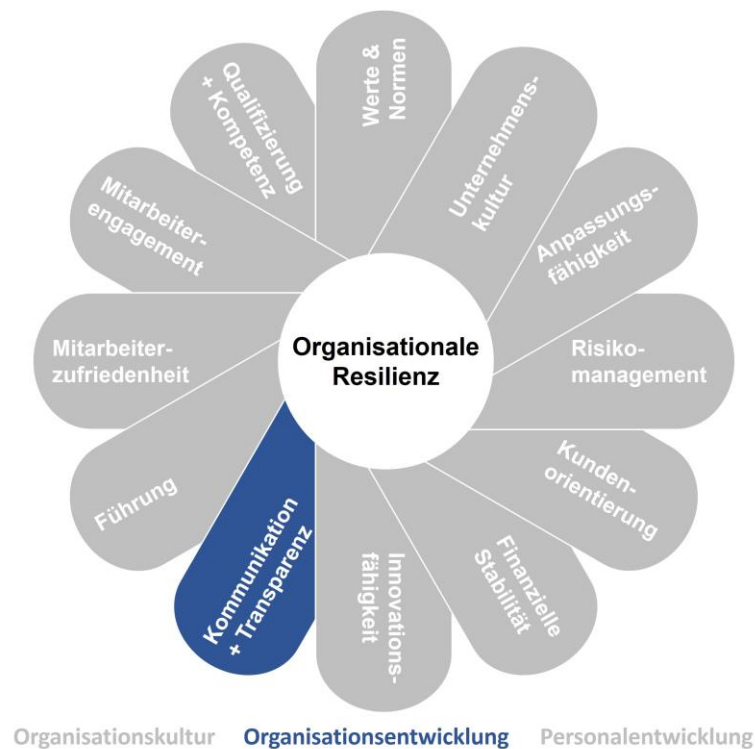 Werte &
Normen
Unternehmens-
kultur
Anpassungs-
fähigkeit
Risiko-
management
Kunden-
orientierung
Finanzielle
Stabilität
Innovations-
fähigkeit
Kommunikation
+ Transparenz
Führung
Mitarbeiter-
zufriedenheit
Mitarbeiter-
engagement
Qualifizierung
+ Kompetenz
Organisationale
Resilienz
Organisationskultur Organisationsentwicklung Personalentwicklung